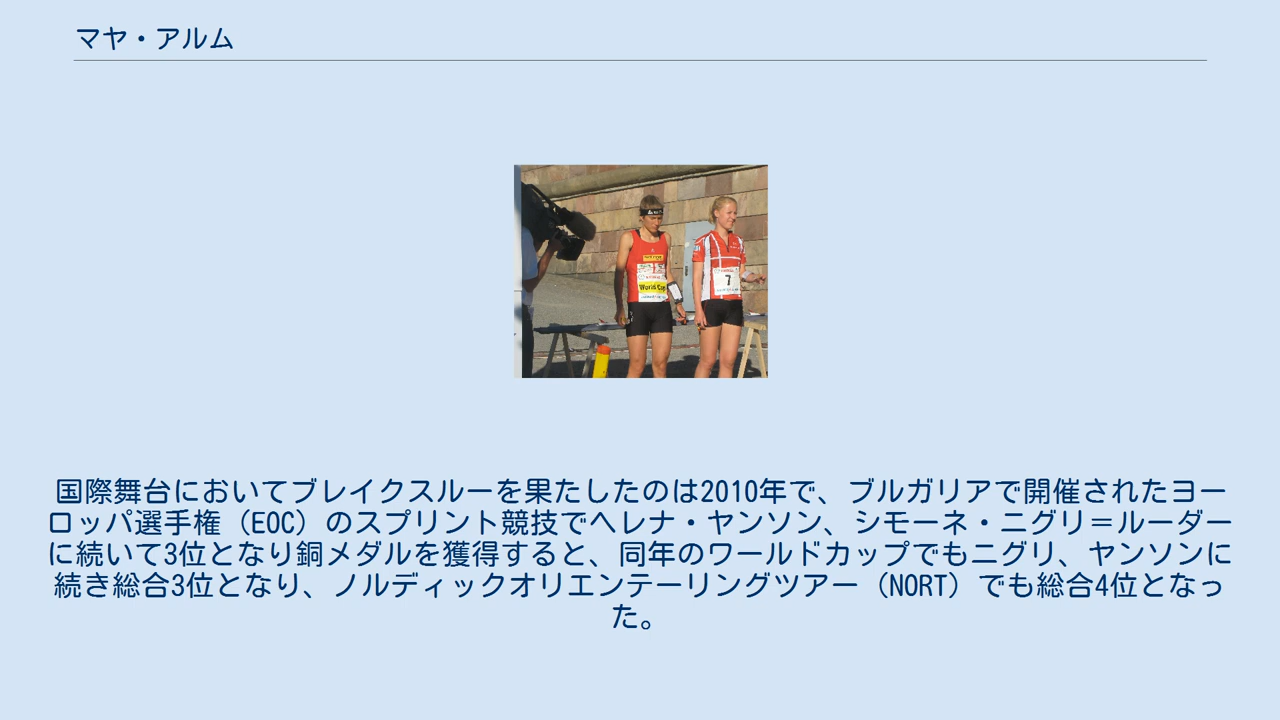 マヤ・アルム
World Cup
7
国際舞台においてブレイクスルーを果たしたのは2010年で、ブルガリアで開催されたヨー
ロッパ選手権（EOC）のスプリント競技でヘレナ・ヤンソン、シモーネ・ニグリ＝ルーダー
に続いて3位となり銅メダルを獲得すると、同年のワールドカップでもニグリ、ヤンソンに
続き総合3位となり、ノルディックオリエンテーリングツアー（NORT）でも総合4位となっ
た。